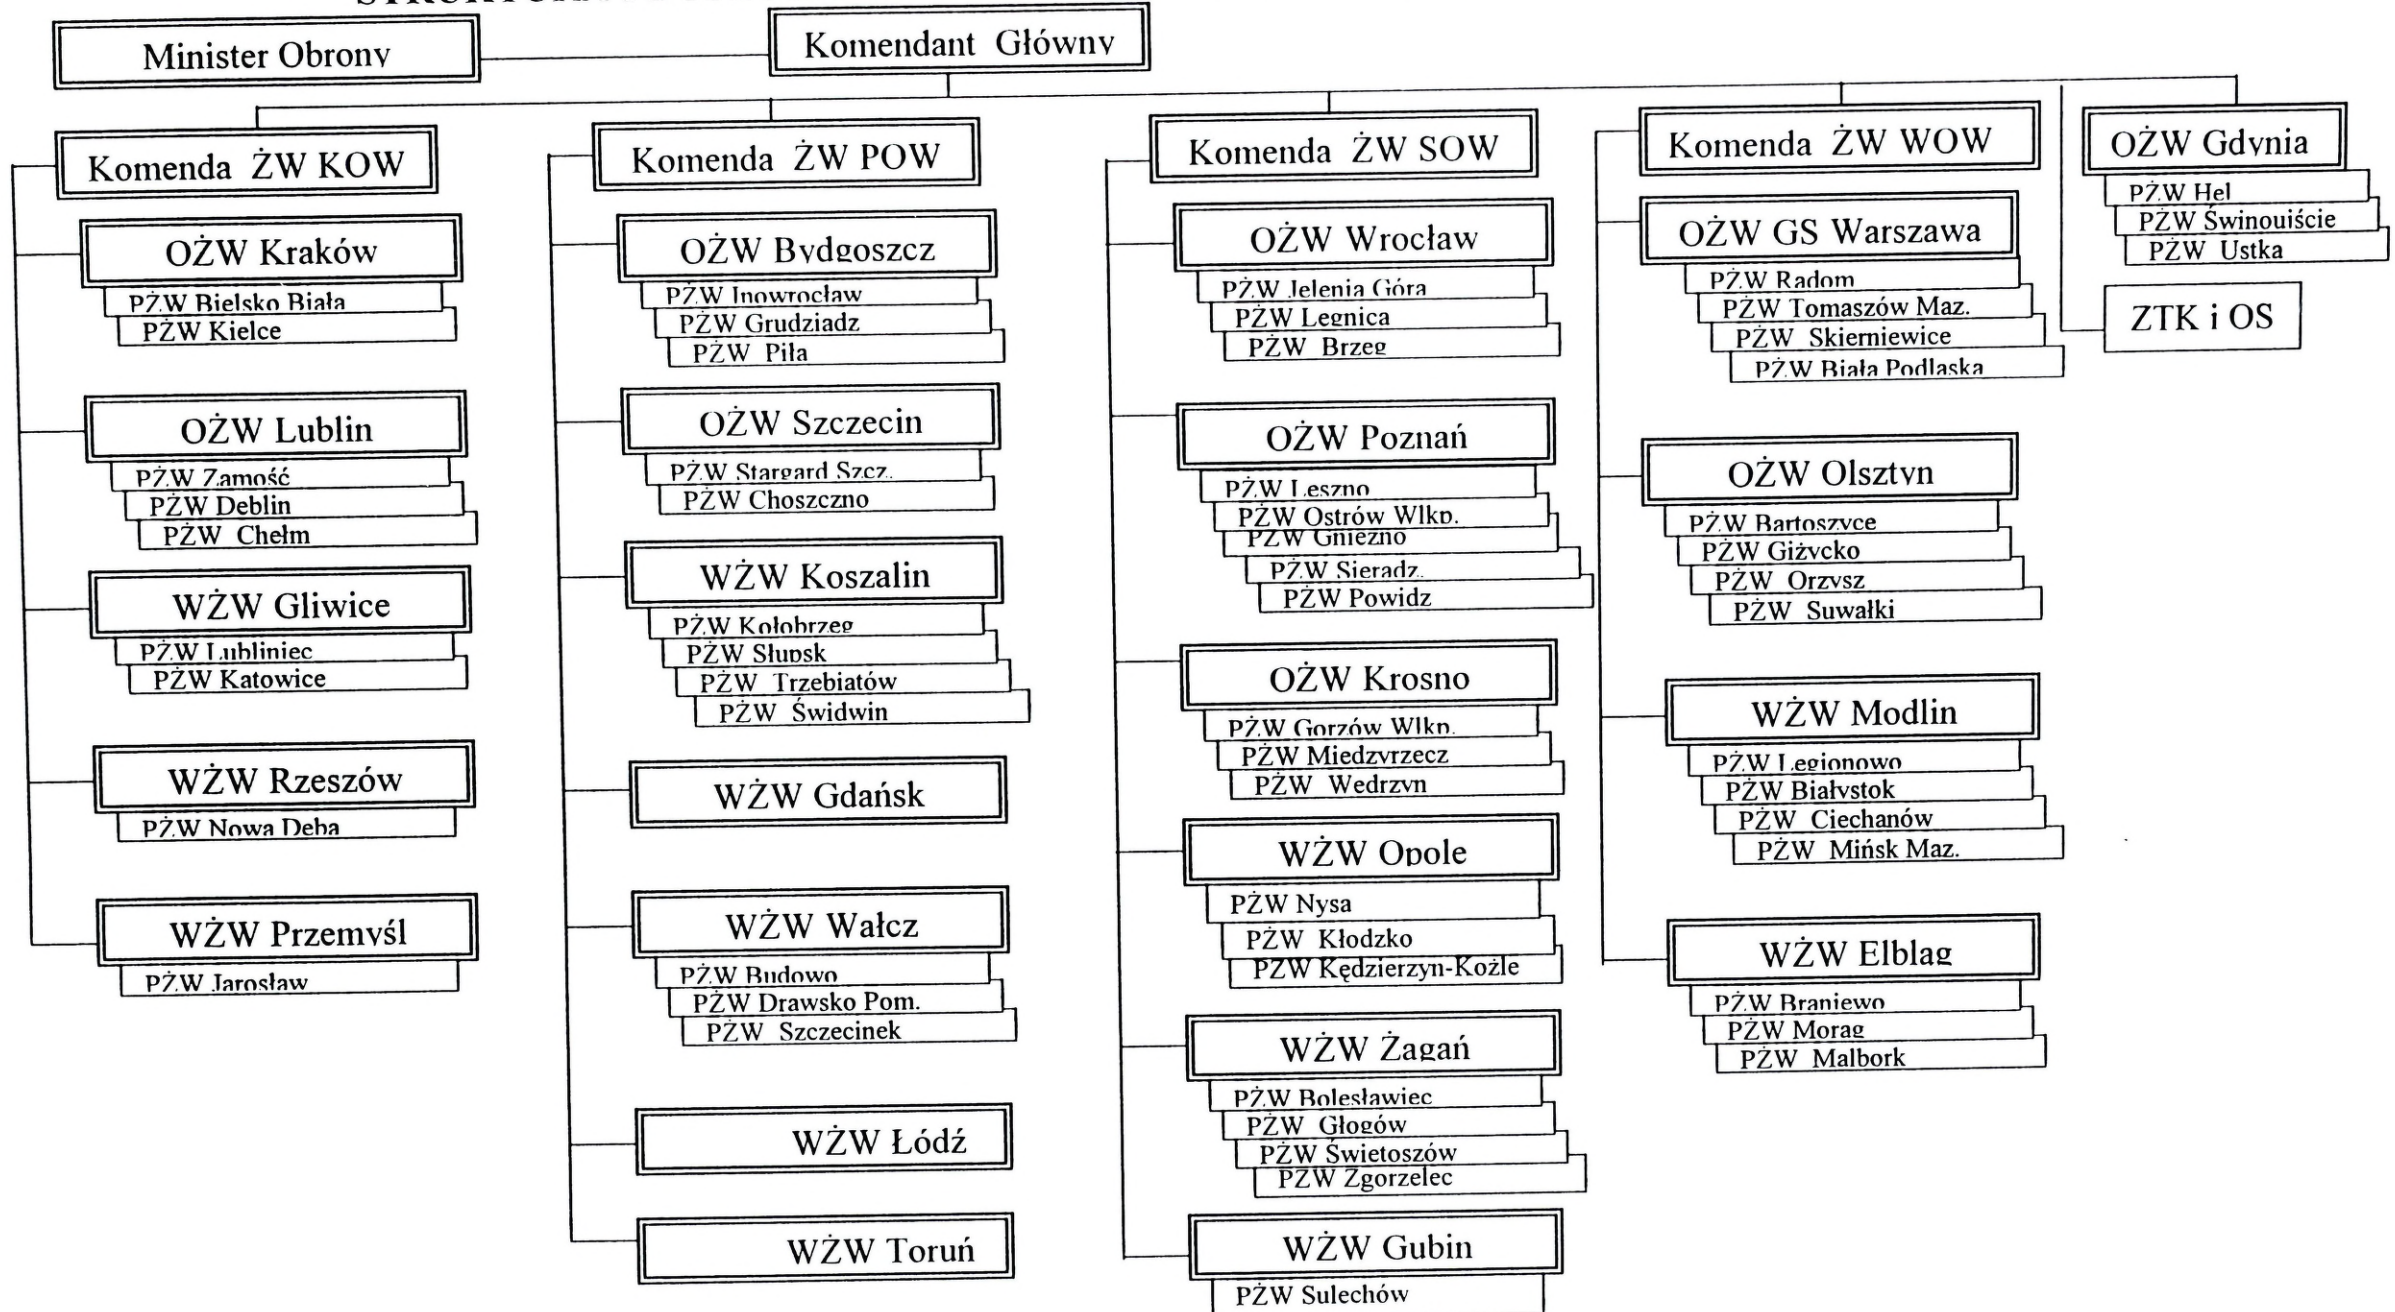 Minister Obrony
Komendant Główny
Komenda ŻW KOW
OŻW Kraków
PŻW Bielsko Biała
PŻW Kielce
OŻW Lublin
PŻW Zamość
PŻW Deblin
PŻW Chełm
WŻW Gliwice
PŻW Lubliniec
PŻW Katowice
WŻW Rzeszów
PŻW Nowa Deba
WŻW Przemyśl
PŻW Jarosław
Komenda ŻW POW
OŻW Bydgoszcz
PŻW Inowrocław
PŻW Grudziadz
PŻW Piła
OŻW Szczecin
PŻW Stargard Szcz.
PŻW Choszczno
WŻW Koszalin
PŻW Kołobrzeg
PŻW Słupsk
PŻW Trzebiatów
PŻW Świdwin
WŻW Gdańsk
WŻW Wałcz
PŻW Budowo
PŻW Drawsko Pom.
PŻW Szczecinek
WŻW Łódź
WŻW Toruń
Komenda ŻW SOW
OŻW Wrocław
PŻW Jelenia Góra
PŻW Legnica
PŻW Brzeg
OŻW Poznań
PŻW Leszno
PŻW Ostrów Wlkp.
PŻW Gniezno
PŻW Sieradz
PŻW Powidz
OŻW Krosno
PŻW Gorzów Wlkp.
PŻW Miedzyrzecz
PŻW Wedrzyn
WŻW Opole
PŻW Nysa
PŻW Kłodzko
PŻW Kędzierzyn-Koźle
WŻW Żagań
PŻW Bolesławiec
PŻW Głogów
PŻW Świetoszów
PŻW Zgorzelec
WŻW Gubin
PŻW Sulechów
Komenda ŻW WOW
OŻW GS Warszawa
PŻW Radom
PŻW Tomaszów Maz.
PŻW Skierniewice
PŻW Biała Podlaska
OŻW Olsztyn
PŻW Bartoszyce
PŻW Giżycko
PŻW Orzysz
PŻW Suwałki
WŻW Modlin
PŻW Legionowo
PŻW Białystok
PŻW Ciechanów
PŻW Mińsk Maz.
WŻW Elblag
PŻW Braniewo
PŻW Morag
PŻW Malbork
OŻW Gdynia
PŻW Hel
PŻW Świnoujście
PŻW Ustka
ZTK i OS